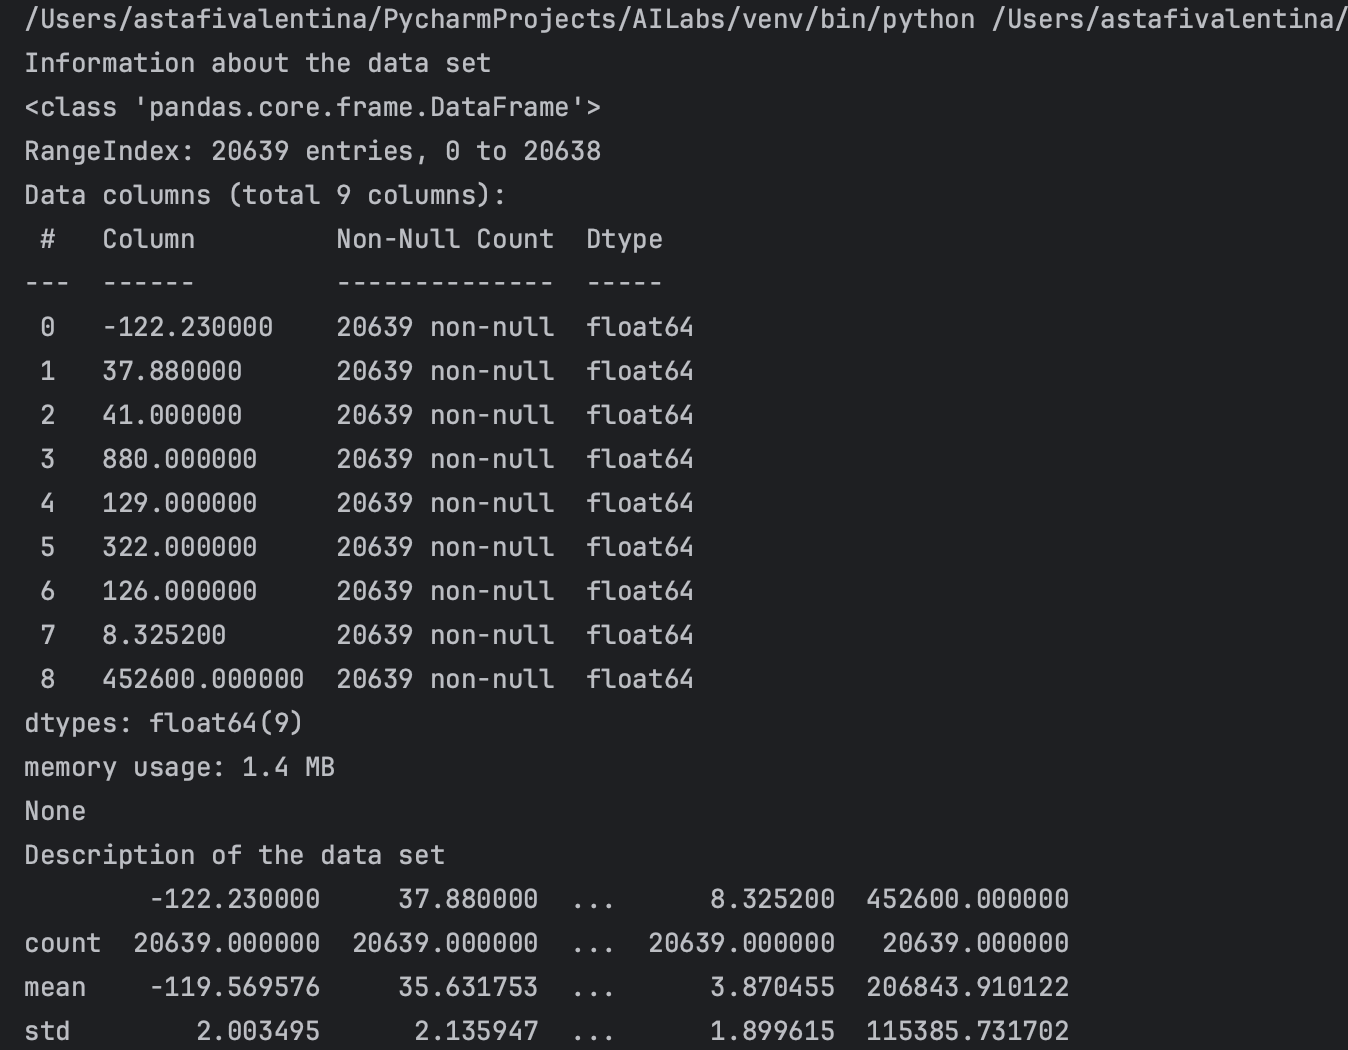 /Users/astafivalentina/PycharmProjects/AILabs/venv/bin/python /Users/astafivalentina/
Information about the data set
<class 'pandas.core.frame.DataFrame'>
RangeIndex: 20639 entries, 0 to 20638
Data columns (total 9 columns):
 #   Column         Non-Null Count  Dtype
---  ------         --------------  -----
 0   -122.230000    20639 non-null  float64
 1   37.880000      20639 non-null  float64
 2   41.000000      20639 non-null  float64
 3   880.000000     20639 non-null  float64
 4   129.000000     20639 non-null  float64
 5   322.000000     20639 non-null  float64
 6   126.000000     20639 non-null  float64
 7   8.325200       20639 non-null  float64
 8   452600.000000  20639 non-null  float64
dtypes: float64(9)
memory usage: 1.4 MB
None
Description of the data set
        -122.230000     37.880000  ...      8.325200  452600.000000
count  20639.000000  20639.000000  ...  20639.000000   20639.000000
mean    -119.569576     35.631753  ...      3.870455  206843.910122
std        2.003495      2.135947  ...      1.899615  115385.731702